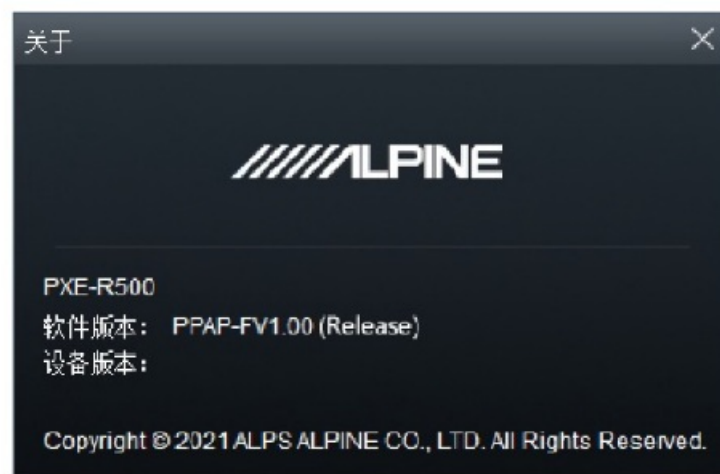 关于
ALPINE
PXE-R500
软件版本： PPAP-FV1.00 (Release)
设备版本：
Copyright © 2021 ALPS ALPINE CO., LTD. All Rights Reserved.